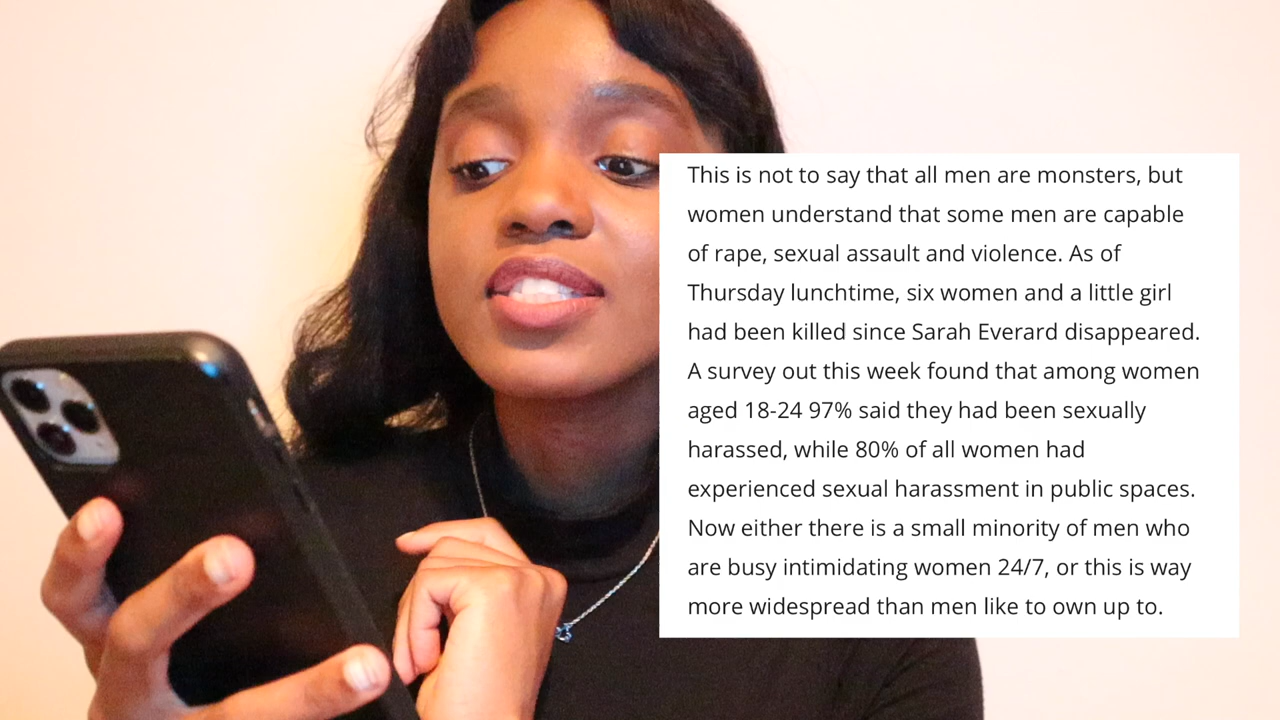 This is not to say that all men are monsters, but
women understand that some men are capable
of rape, sexual assault and violence. As of
Thursday lunchtime, six women and a little girl
had been killed since Sarah Everard disappeared.
A survey out this week found that among women
aged 18-24 97% said they had been sexually
harassed, while 80% of all women had
experienced sexual harassment in public spaces.
Now either there is a small minority of men who
are busy intimidating women 24/7, or this is way
more widespread than men like to own up to.